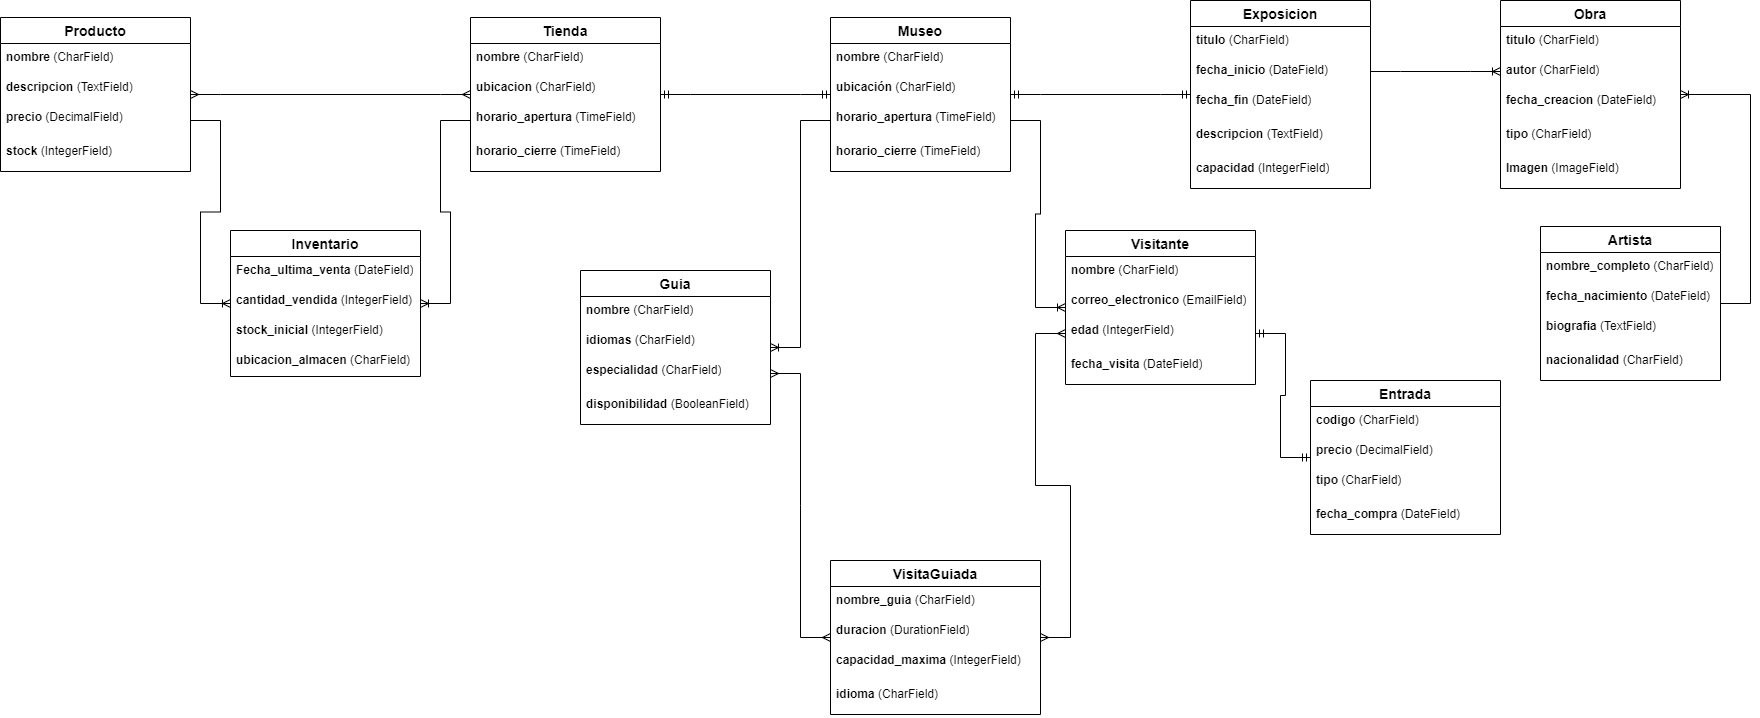 Producto
nombre (CharField)
descripcion (TextField)
precio (DecimalField)
stock (IntegerField)
Tienda
nombre (CharField)
ubicacion (CharField)
horario_apertura (TimeField)
horario_cierre (TimeField)
Museo
nombre (CharField)
ubicación (CharField)
horario_apertura (TimeField)
horario_cierre (TimeField)
Exposicion
titulo (CharField)
fecha_inicio (DateField)
fecha_fin (DateField)
descripcion (TextField)
capacidad (IntegerField)
Obra
titulo (CharField)
autor (CharField)
fecha_creacion (DateField)
tipo (CharField)
Imagen (ImageField)
Inventario
Fecha_ultima_venta (DateField)
cantidad_vendida (IntegerField)
stock_inicial (IntegerField)
ubicacion_almacen (CharField)
Guia
nombre (CharField)
idiomas (CharField)
especialidad (CharField)
disponibilidad (BooleanField)
Visitante
nombre (CharField)
correo_electronico (EmailField)
edad (IntegerField)
fecha_visita (DateField)
Artista
nombre_completo (CharField)
fecha_nacimiento (DateField)
biografia (TextField)
nacionalidad (CharField)
Entrada
codigo (CharField)
precio (DecimalField)
tipo (CharField)
fecha_compra (DateField)
VisitaGuiada
nombre_guia (CharField)
duracion (DurationField)
capacidad_maxima (IntegerField)
idioma (CharField)